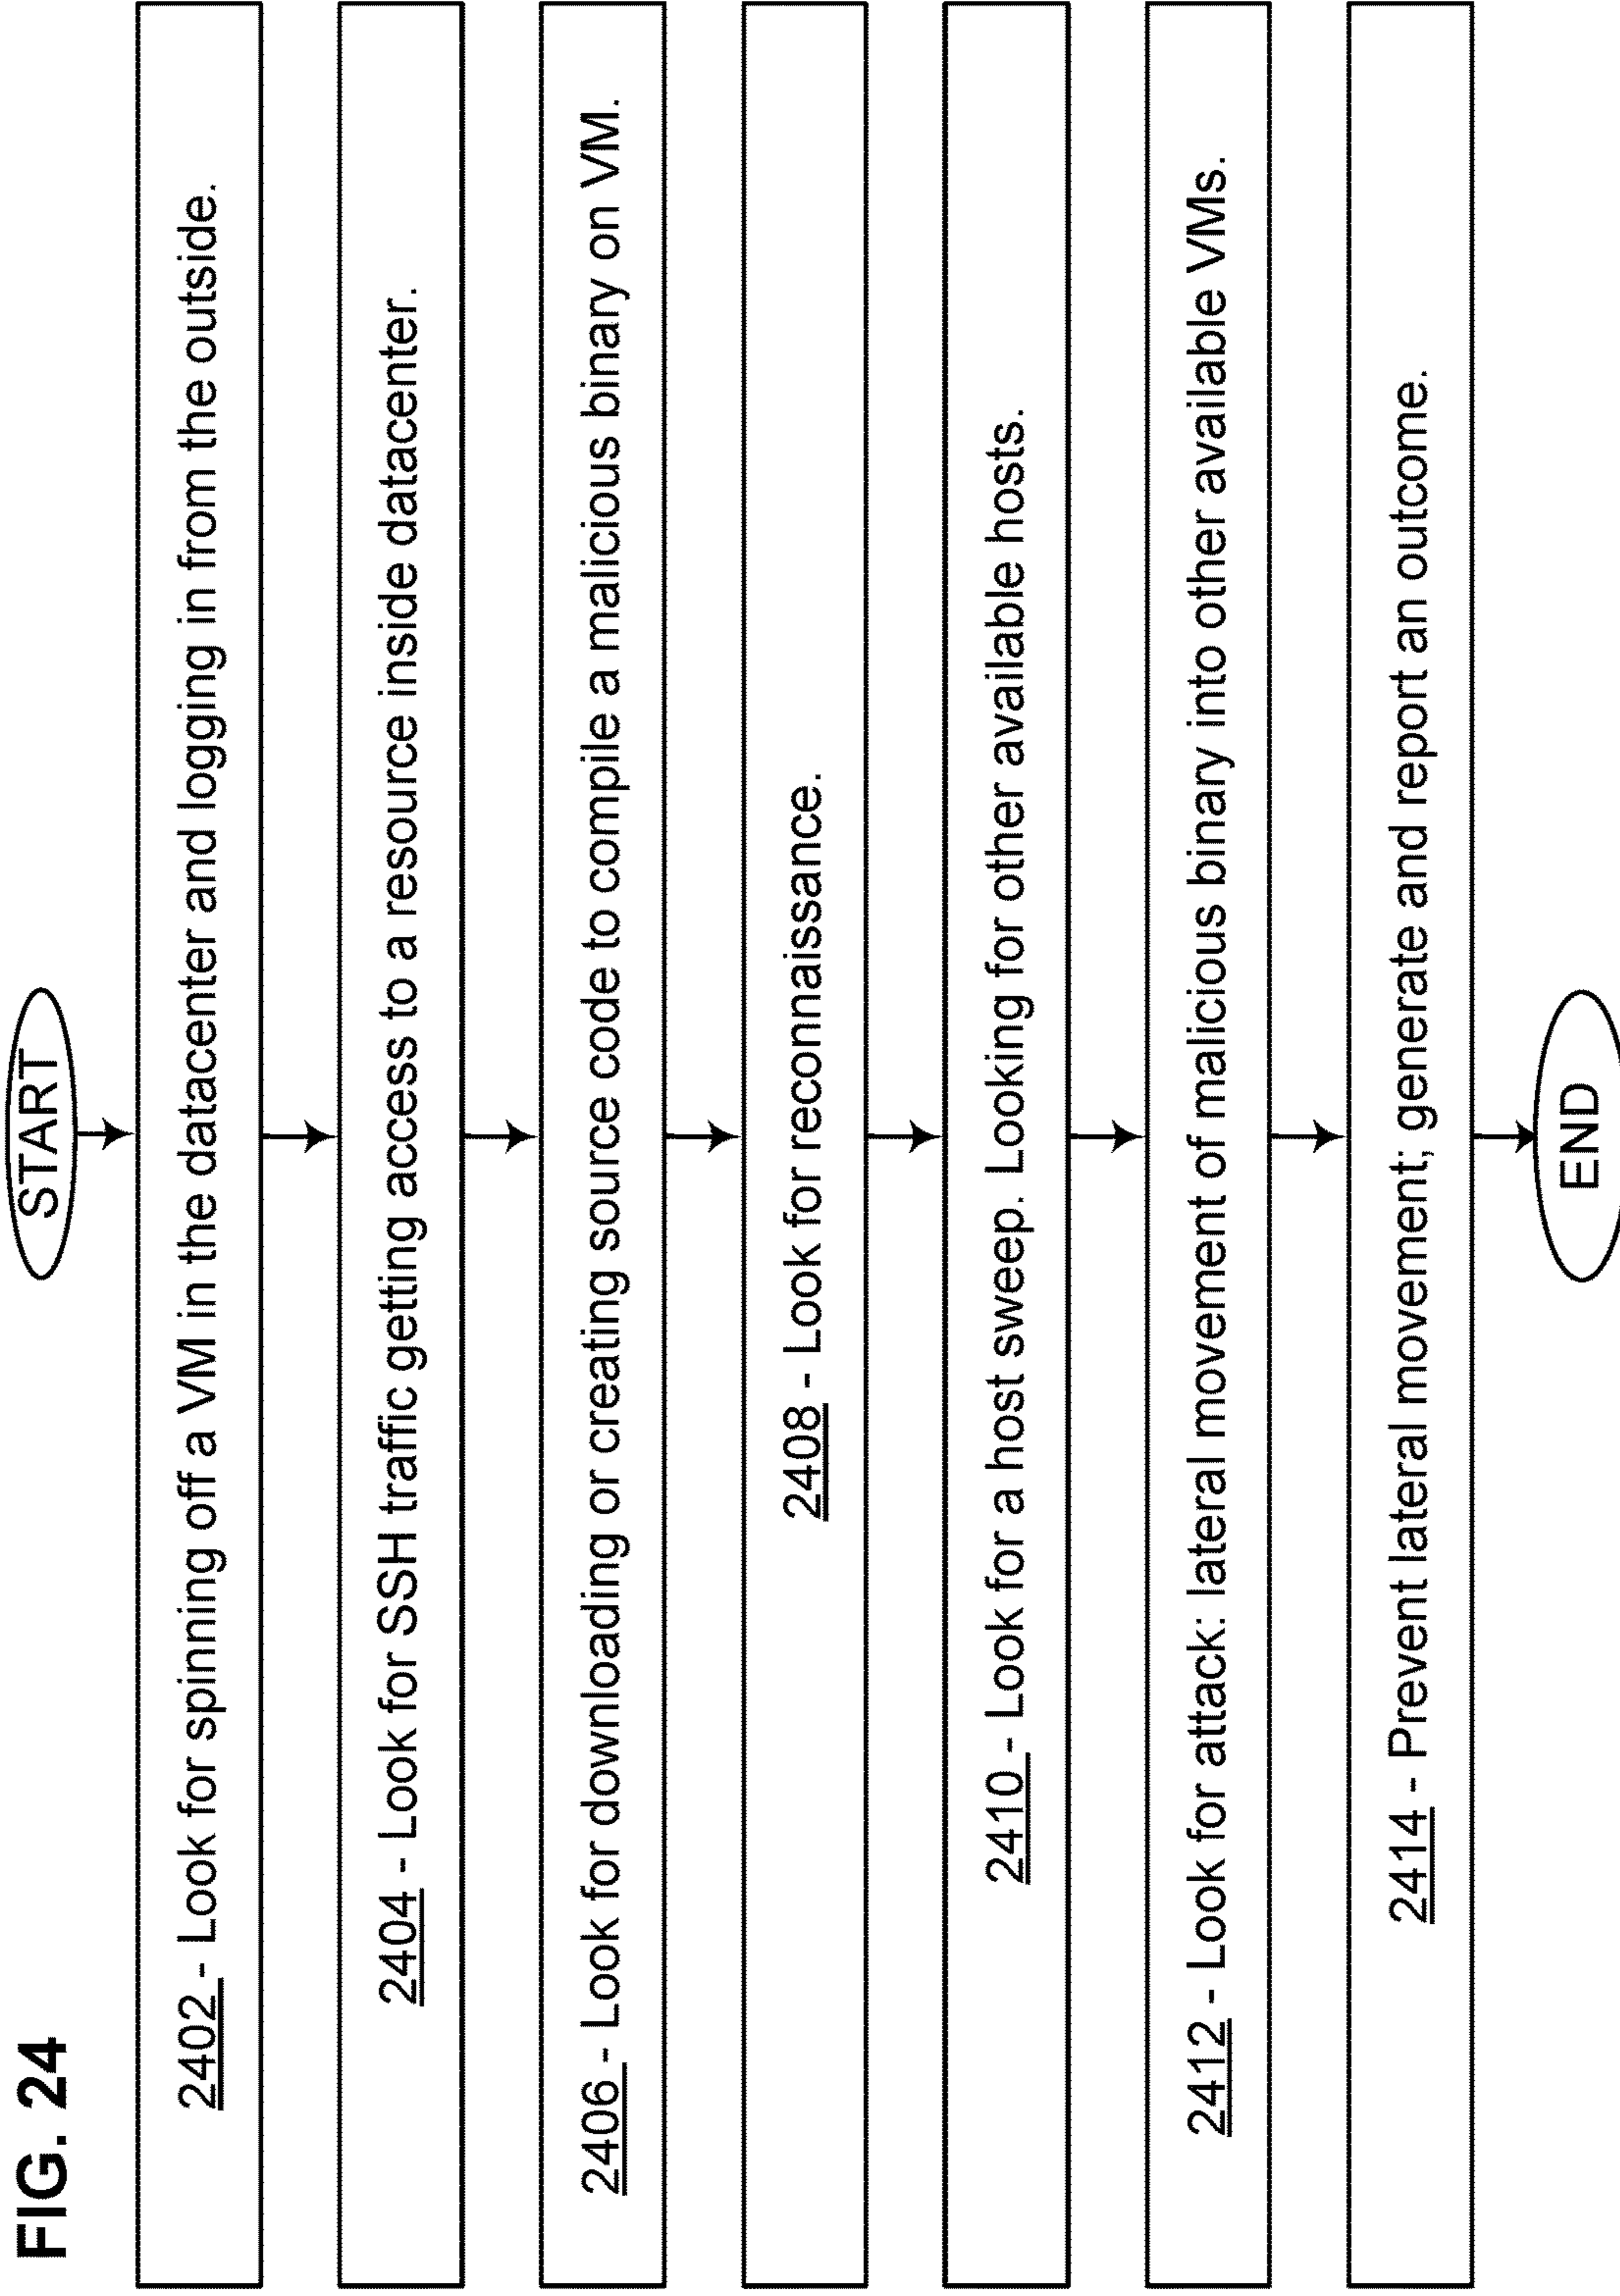 FIG. 24
START
2402 - Look for spinning off a VM in the datacenter and logging in from the outside.
2404 - Look for SSH traffic getting access to a resource inside datacenter.
2406 - Look for downloading or creating source code to compile a malicious binary on VM.
2408 - Look for reconnaissance.
2410 - Look for a host sweep. Looking for other available hosts.
2412 - Look for attack: lateral movement of malicious binary into other available VMs.
2414 - Prevent lateral movement; generate and report an outcome.
END